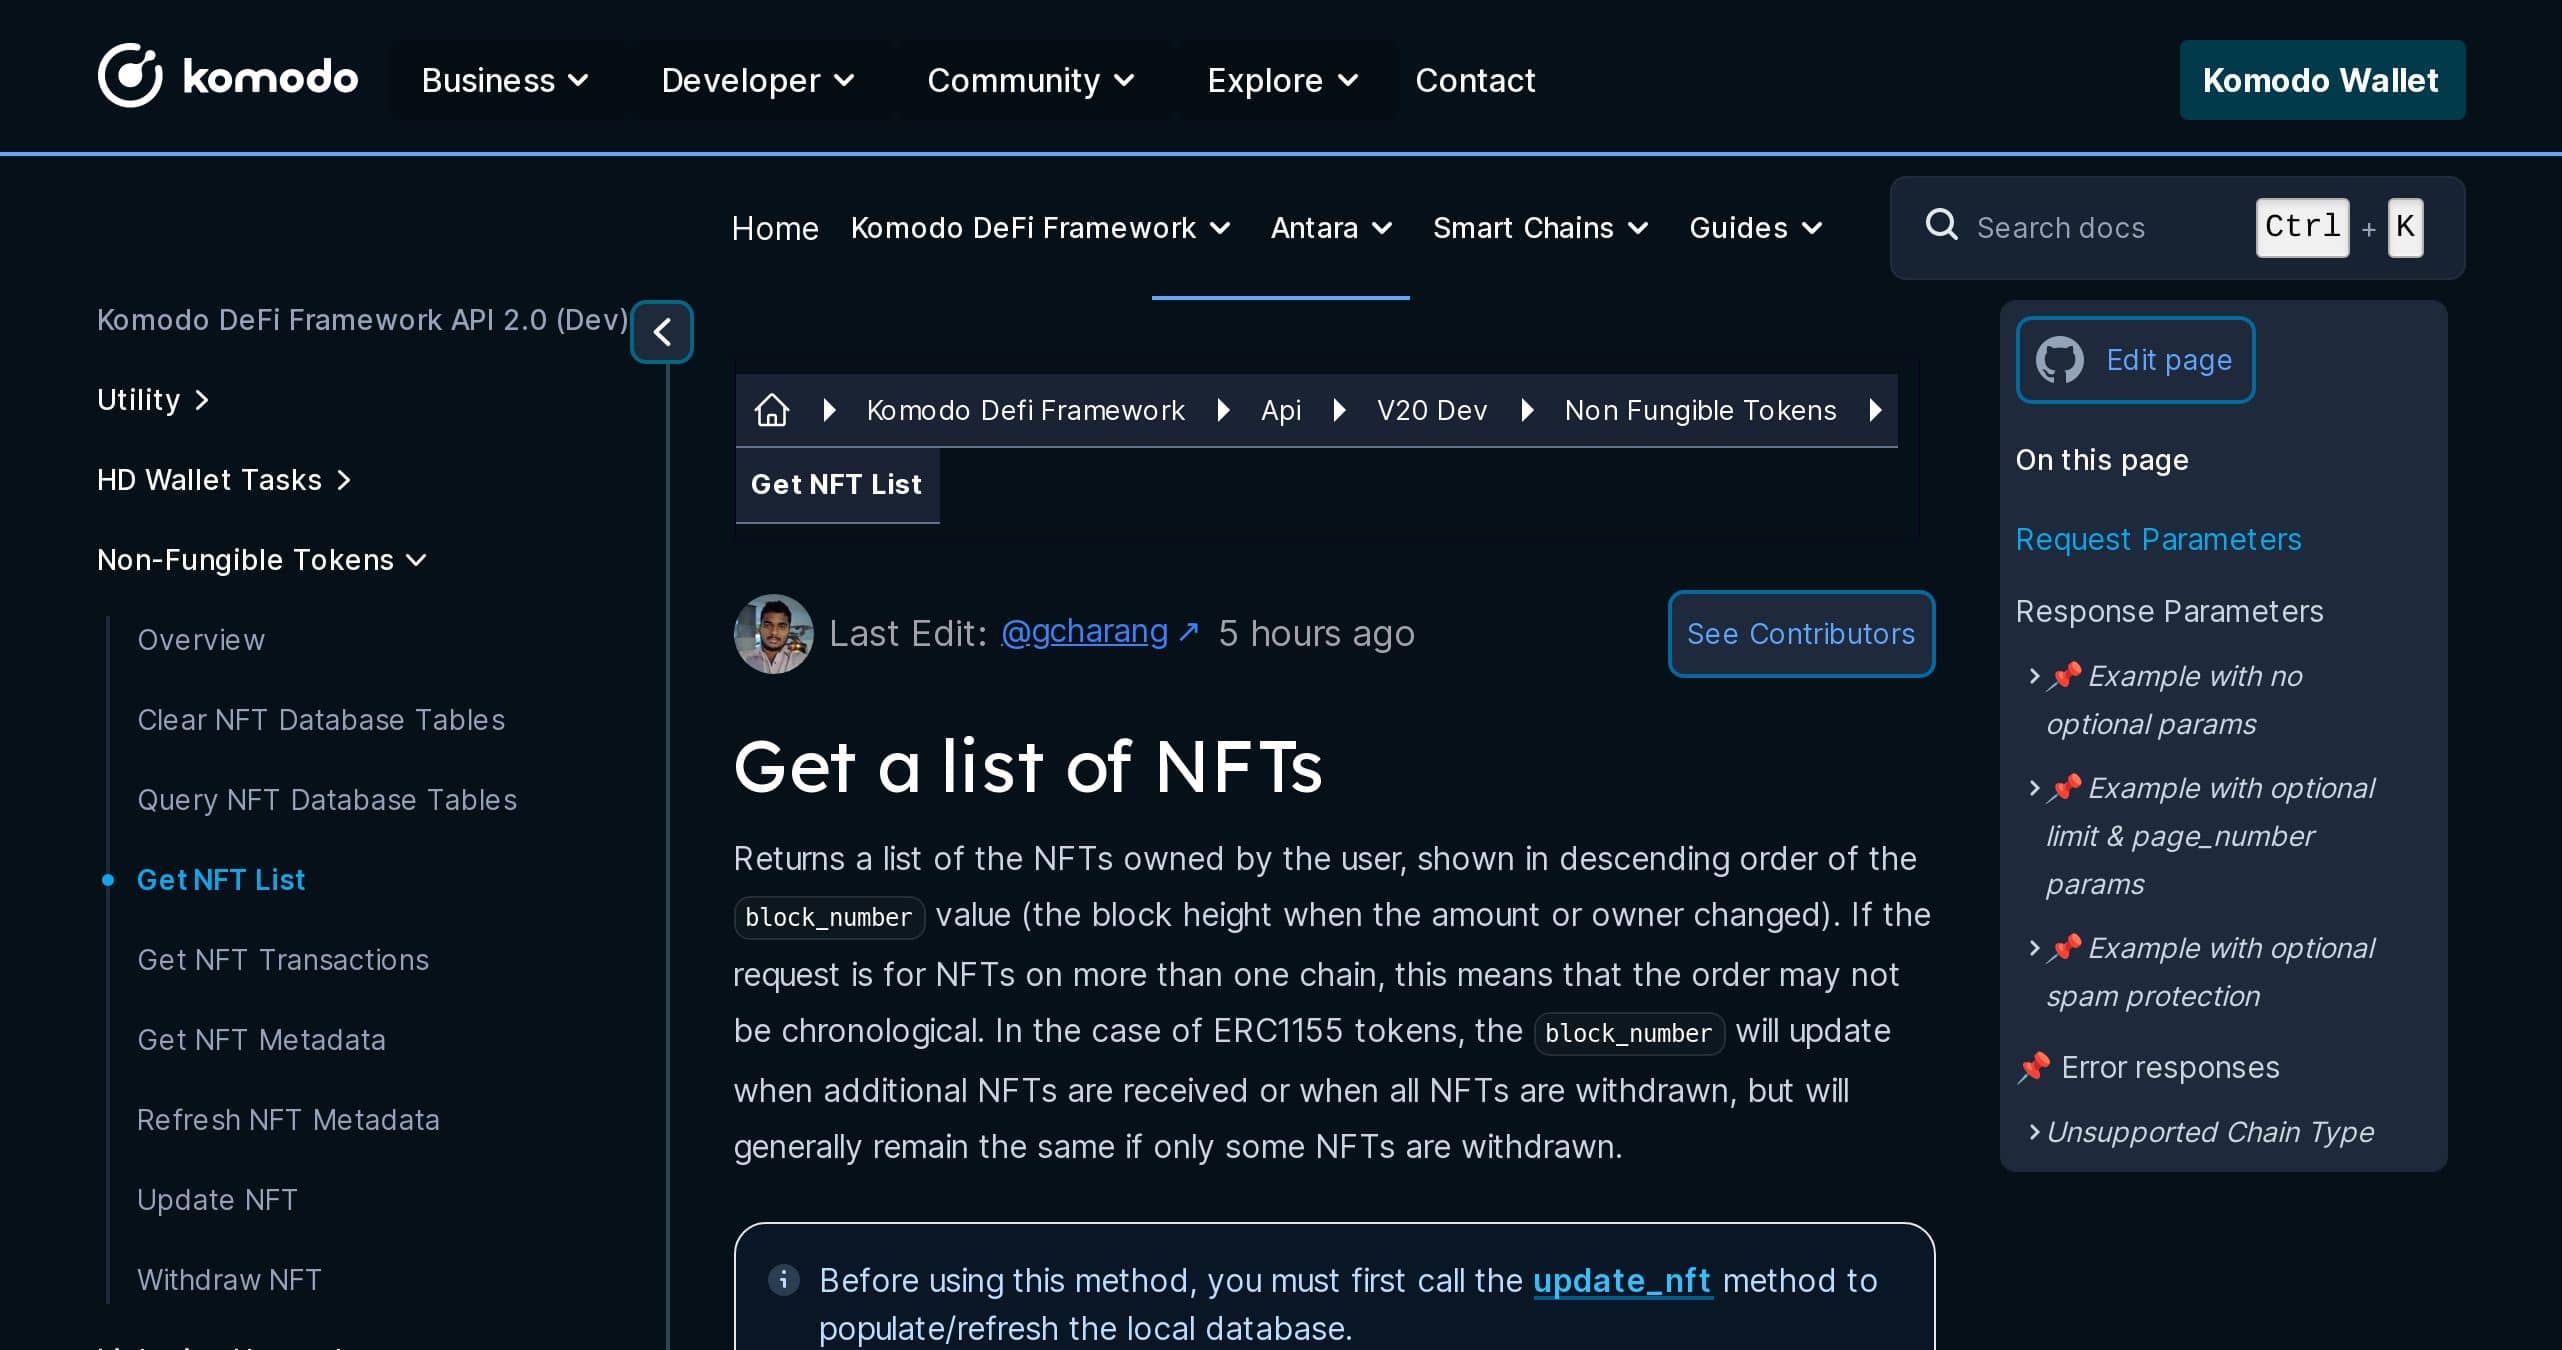 komodo
Business
Developer
Community
Explore
Contact
Komodo Wallet
Home
Komodo DeFi Framework
Antara
Smart Chains
Guides
Search docs
Ctrl + K
Komodo DeFi Framework API 2.0 (Dev)
Utility
HD Wallet Tasks
Non-Fungible Tokens
Overview
Clear NFT Database Tables
Query NFT Database Tables
Get NFT List
Get NFT Transactions
Get NFT Metadata
Refresh NFT Metadata
Update NFT
Withdraw NFT
Komodo Defi Framework
Api
V20 Dev
Non Fungible Tokens
Get NFT List
Last Edit: @gcharang ↗ 5 hours ago
See Contributors
Get a list of NFTs
Returns a list of the NFTs owned by the user, shown in descending order of the
block_number value (the block height when the amount or owner changed). If the
request is for NFTs on more than one chain, this means that the order may not
be chronological. In the case of ERC1155 tokens, the block_number will update
when additional NFTs are received or when all NFTs are withdrawn, but will
generally remain the same if only some NFTs are withdrawn.
Before using this method, you must first call the update_nft method to
populate/refresh the local database.
Edit page
On this page
Request Parameters
Response Parameters
📌 Example with no
optional params
📌 Example with optional
limit & page_number
params
📌 Example with optional
spam protection
📌 Error responses
Unsupported Chain Type